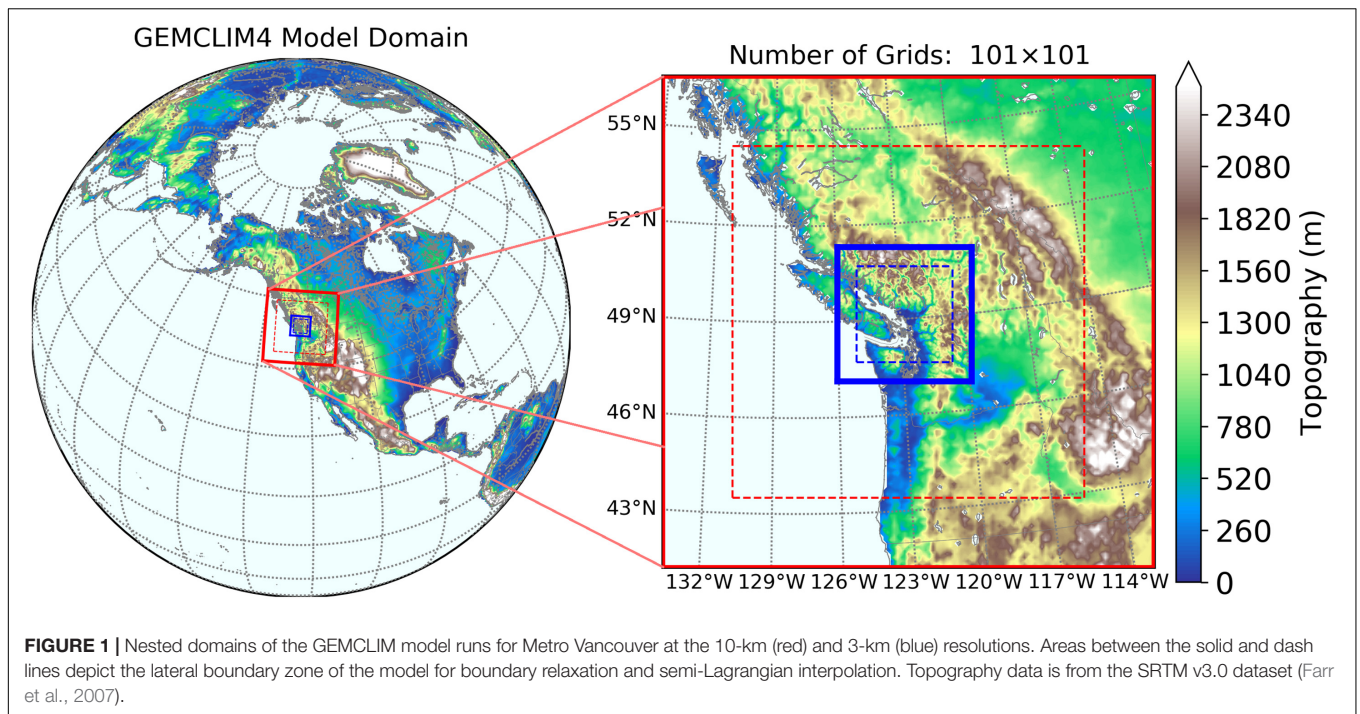 GEMCLIM4 Model Domain
Number of Grids: 101×101
55°N
52°N
49°N
46°N
43°N
132°W 129°W 126°W 123°W 120°W 117°W 114°W
2340
2080
1820
1560
1300
1040
780
520
260
0
Topography (m)
FIGURE 1 | Nested domains of the GEMCLIM model runs for Metro Vancouver at the 10-km (red) and 3-km (blue) resolutions. Areas between the solid and dash
lines depict the lateral boundary zone of the model for boundary relaxation and semi-Lagrangian interpolation. Topography data is from the SRTM v3.0 dataset (Farr
et al., 2007).